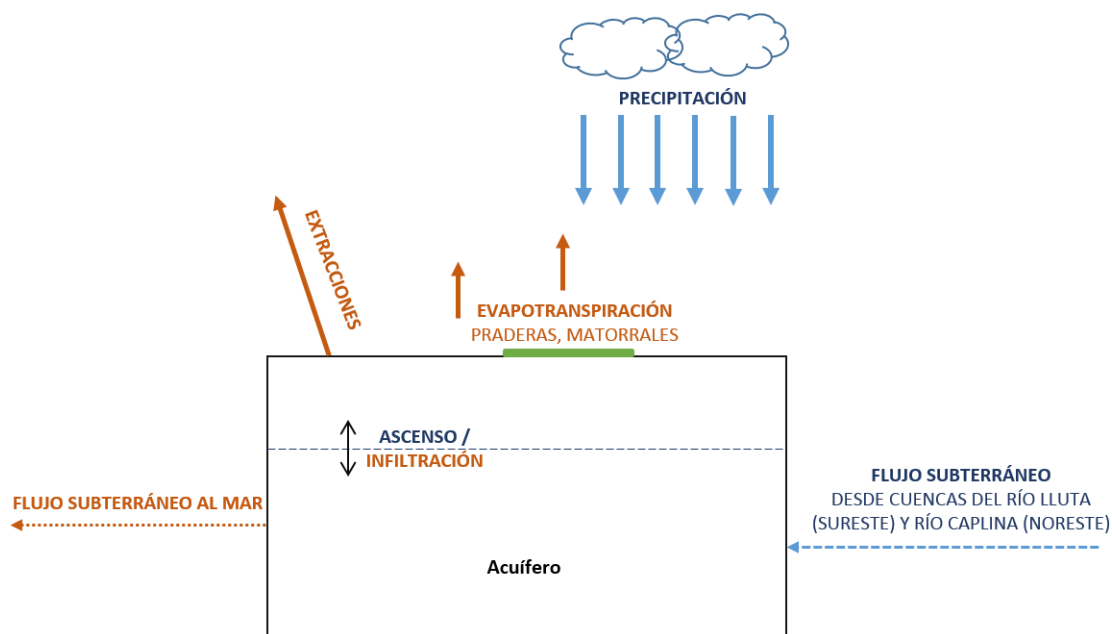 PRECIPITACIÓN
EXTRACCIONES
EVAPOTRANSPIRACIÓN
PRADERAS, MATORRALES
ASCENSO /
INFILTRACIÓN
FLUJO SUBTERRÁNEO AL MAR
FLUJO SUBTERRÁNEO
DESDE CUENCAS DEL RÍO LLUTA
(SURESTE) Y RÍO CAPLINA (NORESTE)
Acuífero